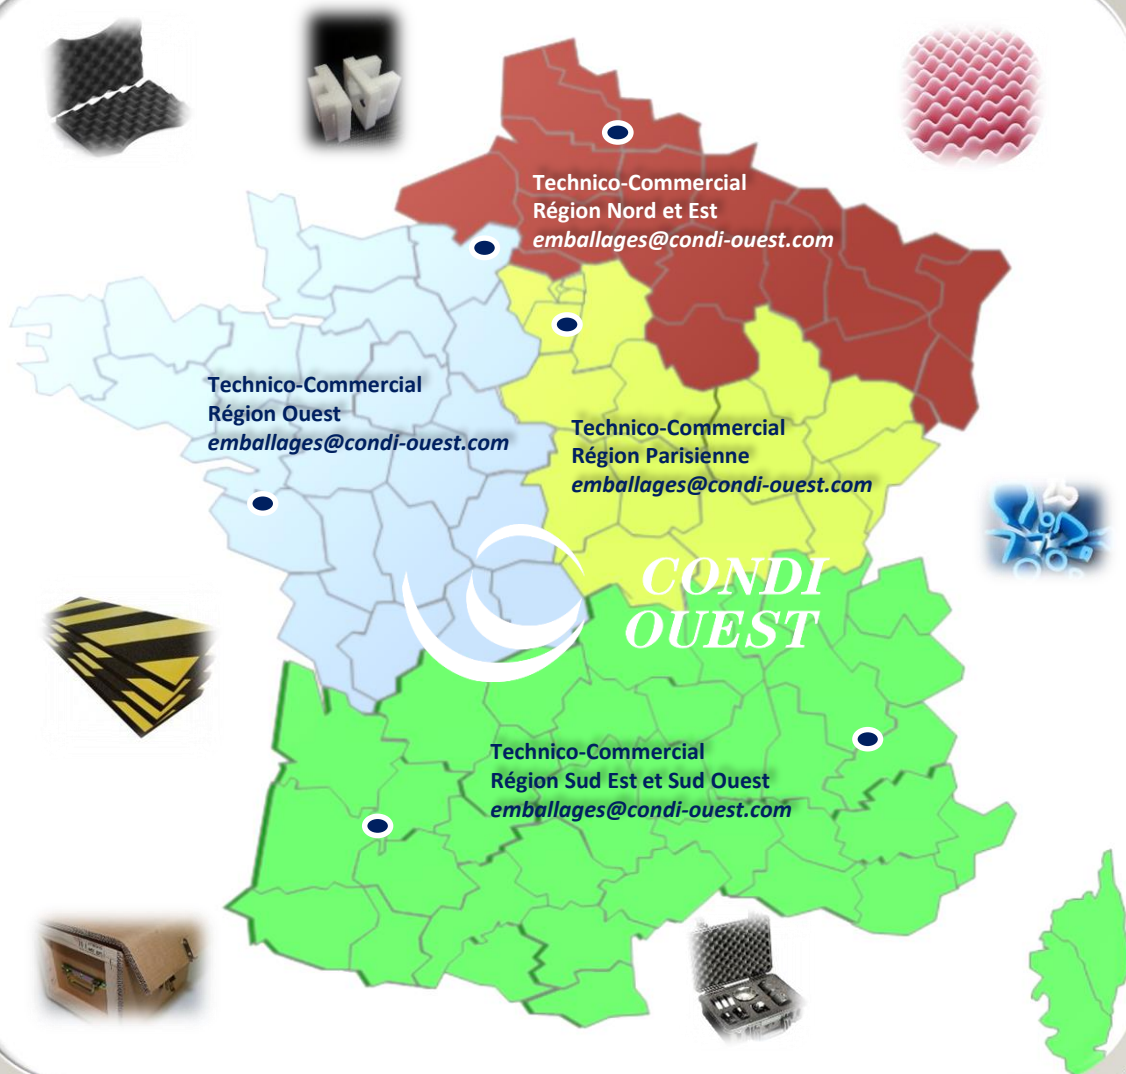 Technico-Commercial
Région Nord et Est
emballages@condi-ouest.com
Technico-Commercial
Région Ouest
emballages@condi-ouest.com
Technico-Commercial
Région Parisienne
emballages@condi-ouest.com
CONDI
OUEST
Technico-Commercial
Région Sud Est et Sud Ouest
emballages@condi-ouest.com